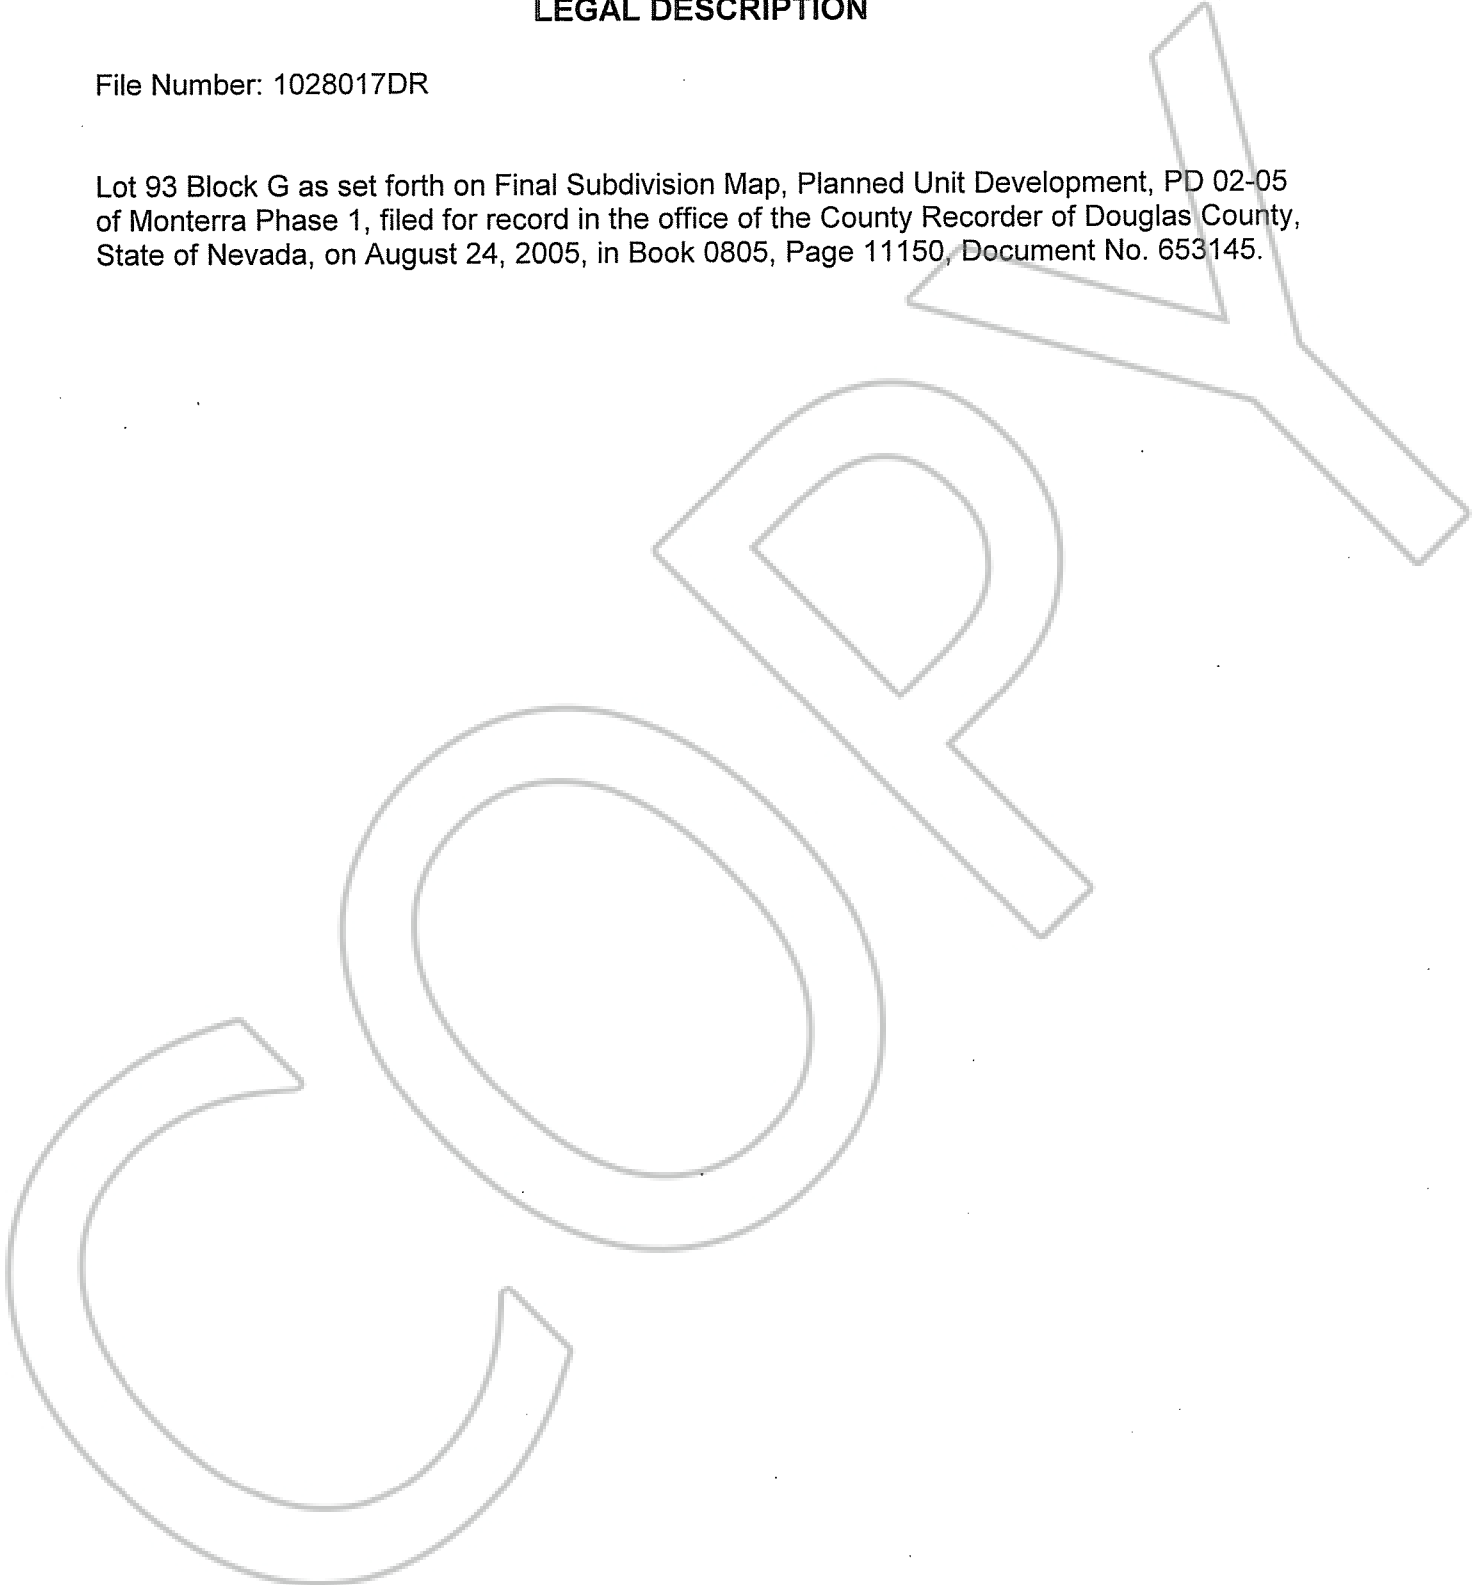 LEGAL DESCRIPTION
File Number: 1028017DR
Lot 93 Block G as set forth on Final Subdivision Map, Planned Unit Development, PD 02-05
of Monterra Phase 1, filed for record in the office of the County Recorder of Douglas County,
State of Nevada, on August 24, 2005, in Book 0805, Page 11150, Document No. 653145.
COPY